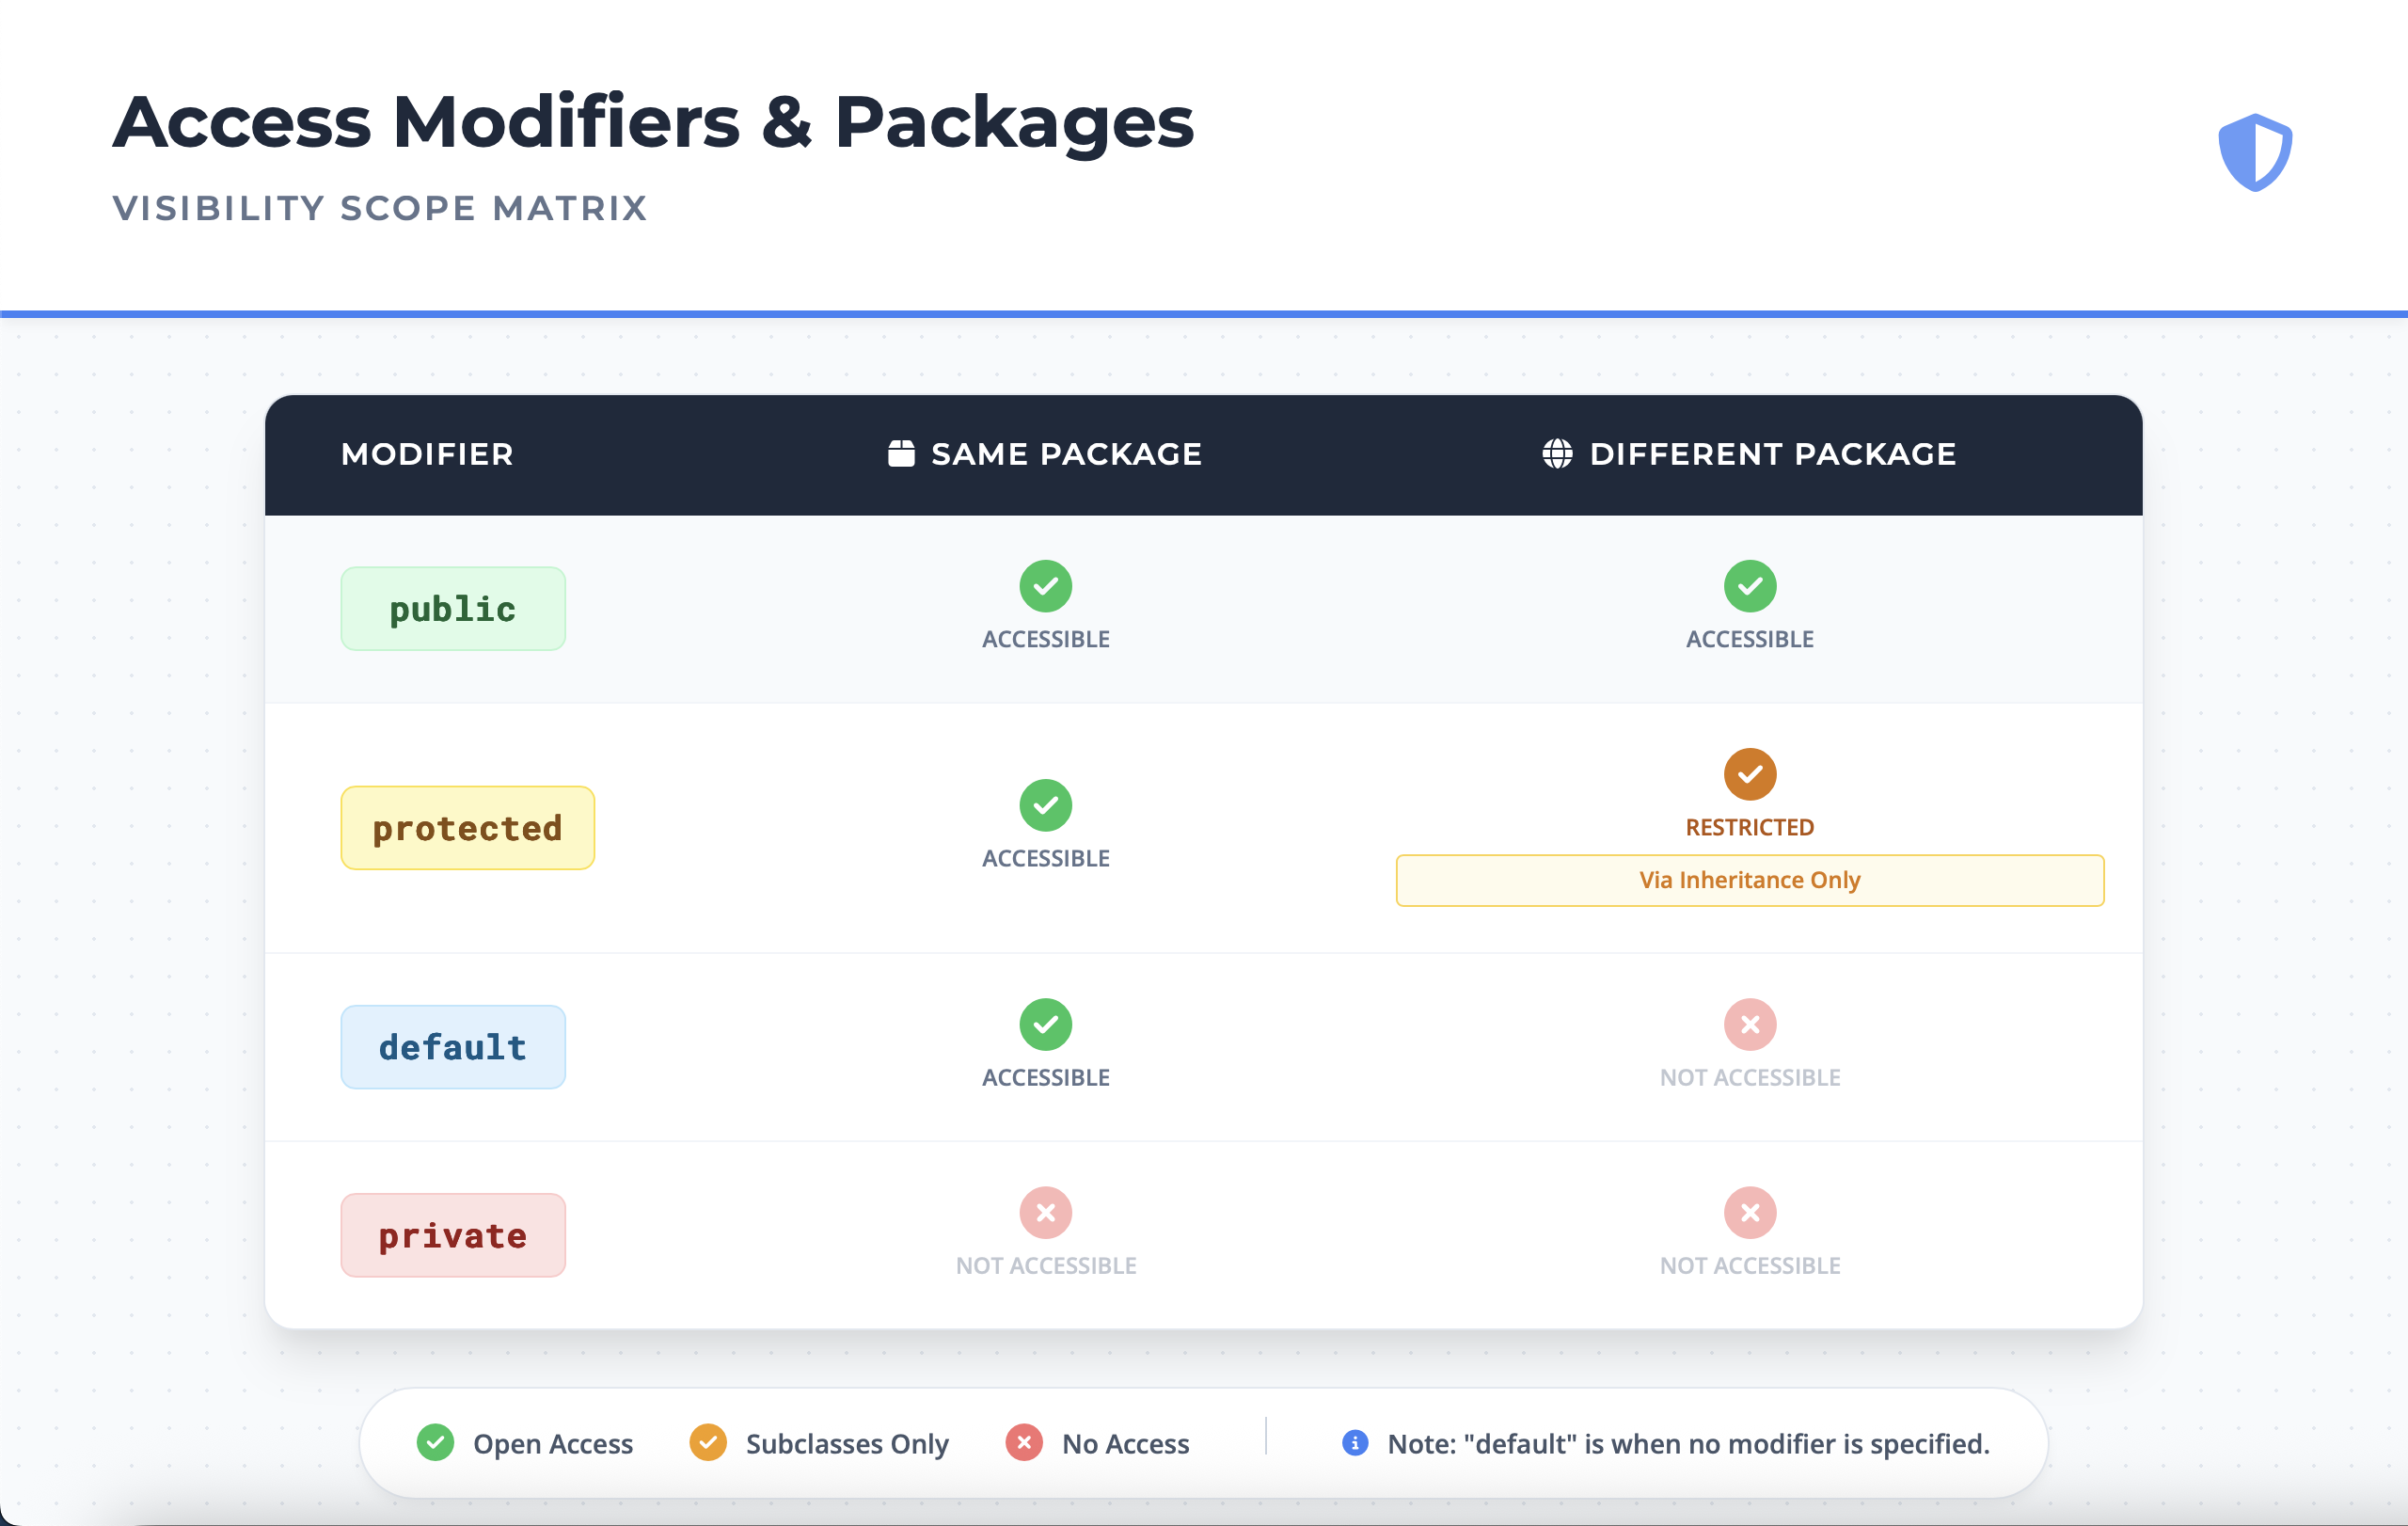 Access Modifiers & Packages
VISIBILITY SCOPE MATRIX
MODIFIER SAME PACKAGE DIFFERENT PACKAGE
public ACCESSIBLE ACCESSIBLE
protected ACCESSIBLE RESTRICTED
Via Inheritance Only
default ACCESSIBLE NOT ACCESSIBLE
private NOT ACCESSIBLE NOT ACCESSIBLE
Open Access Subclasses Only No Access Note: "default" is when no modifier is specified.